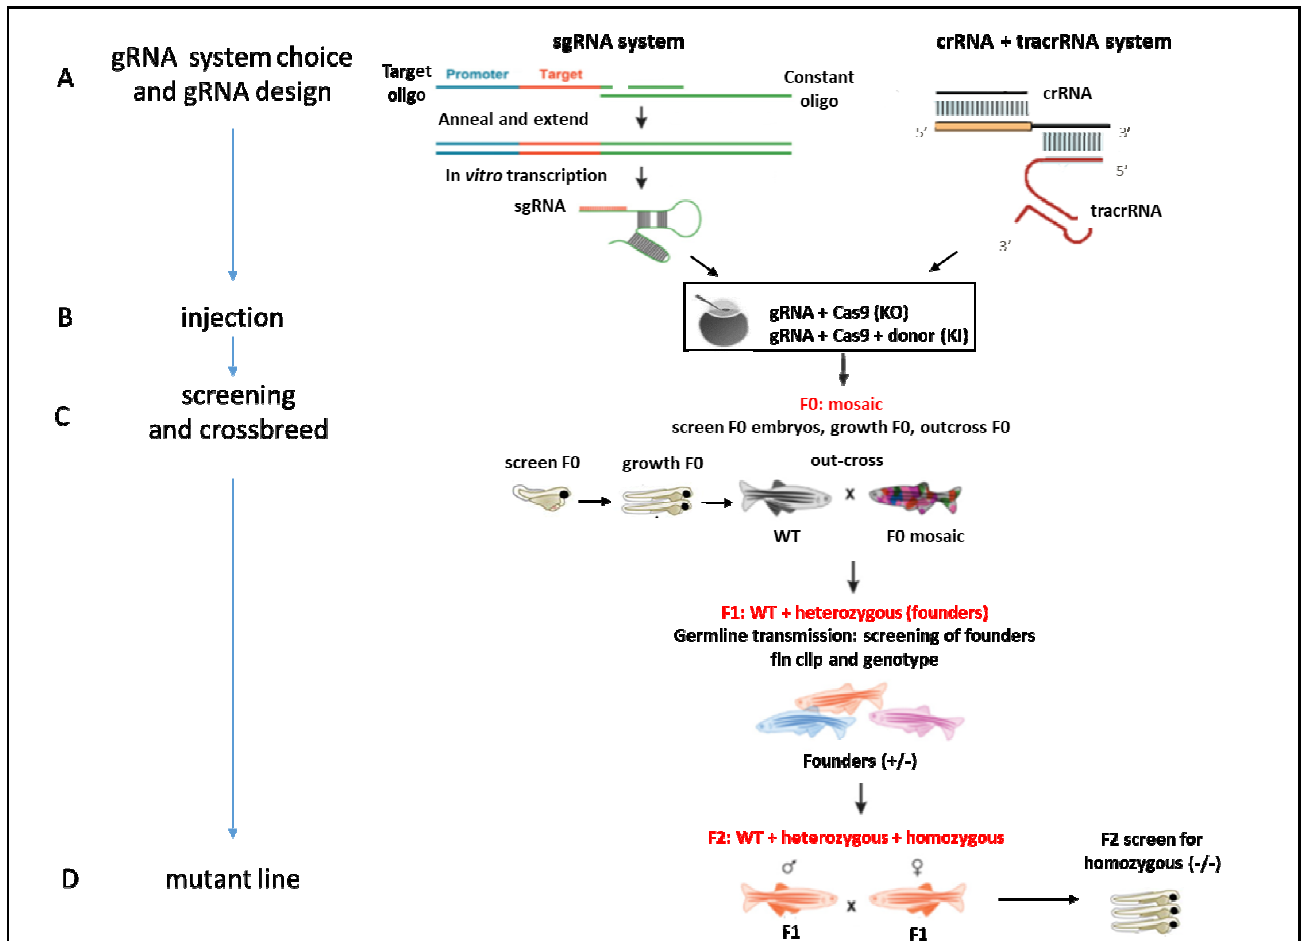 A
gRNA system choice
and gRNA design
sgRNA system
crRNA + tracrRNA system
Target
oligo
Promoter
Target
Constant
oligo
Anneal and extend
In vitro transcription
sgRNA
crRNA
5’
3’
5’
tracrRNA
3’
B
injection
gRNA + Cas9 (KO)
gRNA + Cas9 + donor (KI)
C
screening
and crossbreed
F0: mosaic
screen F0 embryos, growth F0, outcross F0
screen F0
growth F0
out-cross
x
WT
F0 mosaic
F1: WT + heterozygous (founders)
Germline transmission: screening of founders
fin clip and genotype
Founders (+/-)
F2: WT + heterozygous + homozygous
F2 screen for
homozygous (-/-)
D
mutant line
♂
♀
x
F1
F1